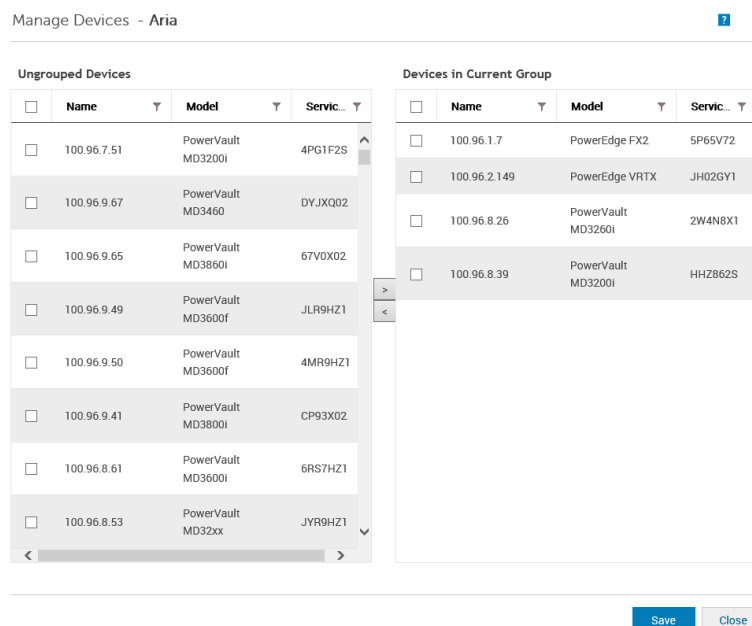 Manage Devices - Aria
?
Ungrouped Devices
Name Model Servic...
100.96.7.51 PowerVault MD3200i 4PG1F2S
100.96.9.67 PowerVault MD3460 DYJXQ02
100.96.9.65 PowerVault MD3860i 67V0X02
100.96.9.49 PowerVault MD3600f JLR9HZ1
100.96.9.50 PowerVault MD3600f 4MR9HZ1
100.96.9.41 PowerVault MD3800i CP93X02
100.96.8.61 PowerVault MD3600i 6RS7HZ1
100.96.8.53 PowerVault MD32xx JYR9HZ1
>
<
Devices in Current Group
Name Model Servic...
100.96.1.7 PowerEdge FX2 5P65V72
100.96.2.149 PowerEdge VRTX JH02GY1
100.96.8.26 PowerVault MD3260i 2W4N8X1
100.96.8.39 PowerVault MD3200i HHZ862S
Save Close